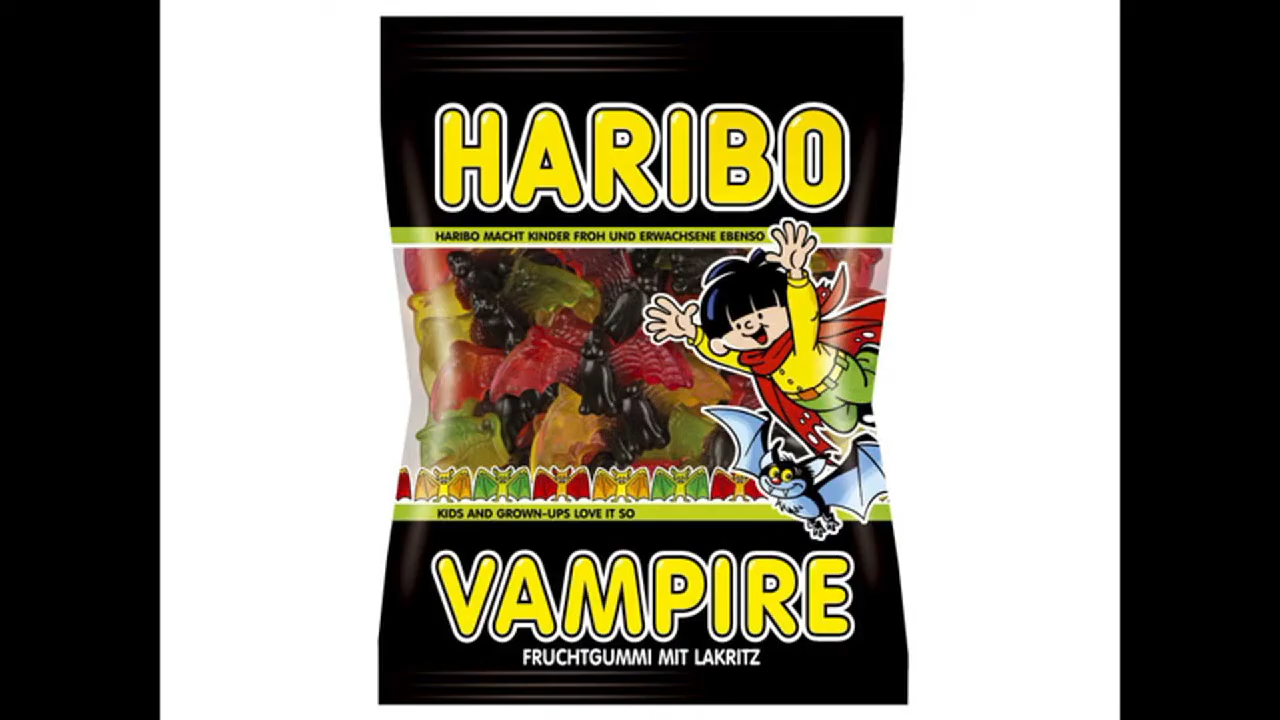 HARIBO
HARIBO MACHT KINDER FROH UND ERWACHSENE EBENSO
KIDS AND GROWN-UPS LOVE IT SO
VAMPIRE
FRUCHTGUMMI MIT LAKRITZ